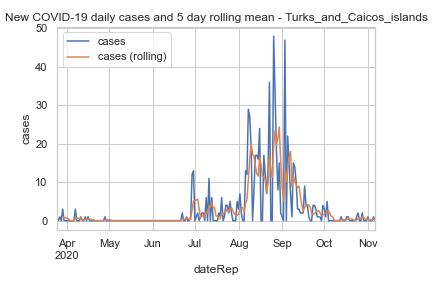 New COVID-19 daily cases and 5 day rolling mean - Turks_and_Caicos_islands
cases
cases (rolling)
50
40
30
20
10
0
cases
Apr May Jun Jul Aug Sep Oct Nov
2020
dateRep